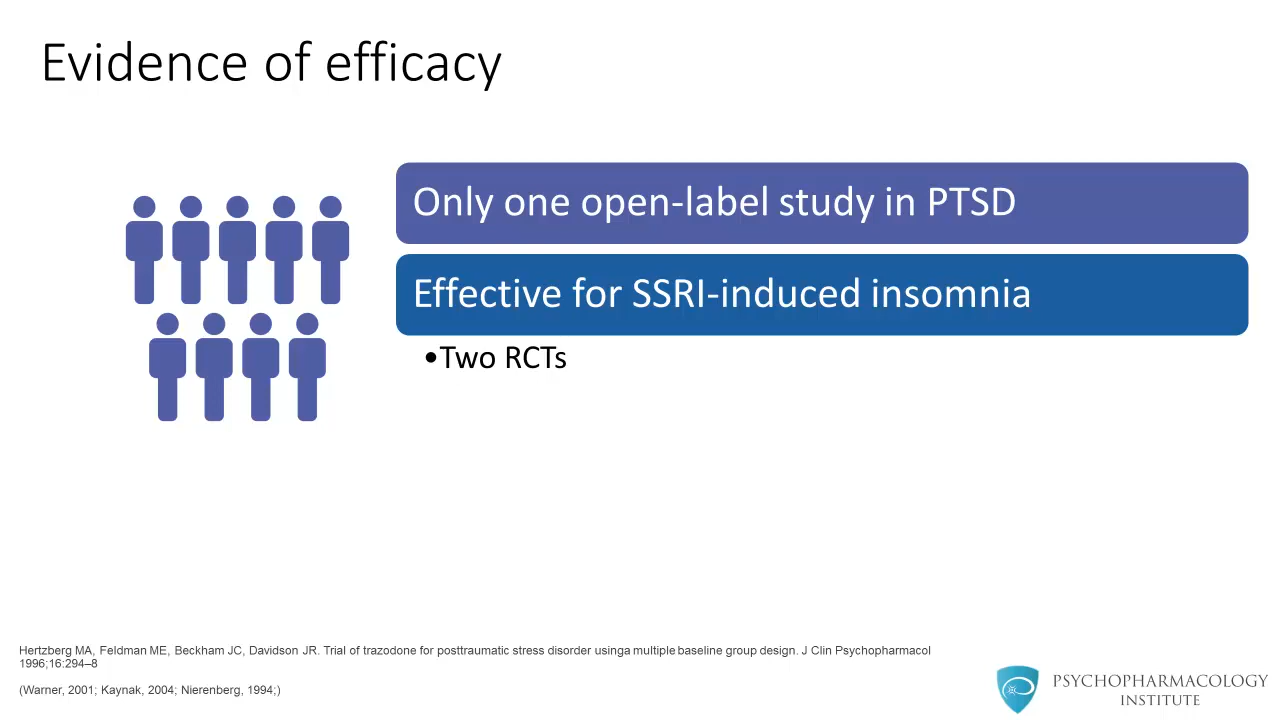 Evidence of efficacy
Only one open-label study in PTSD
Effective for SSRI-induced insomnia
•Two RCTs
Hertzberg MA, Feldman ME, Beckham JC, Davidson JR. Trial of trazodone for posttraumatic stress disorder usinga multiple baseline group design. J Clin Psychopharmacol
1996;16:294–8
(Warner, 2001; Kaynak, 2004; Nierenberg, 1994;)
PSYCHOPHARMACOLOGY
INSTITUTE